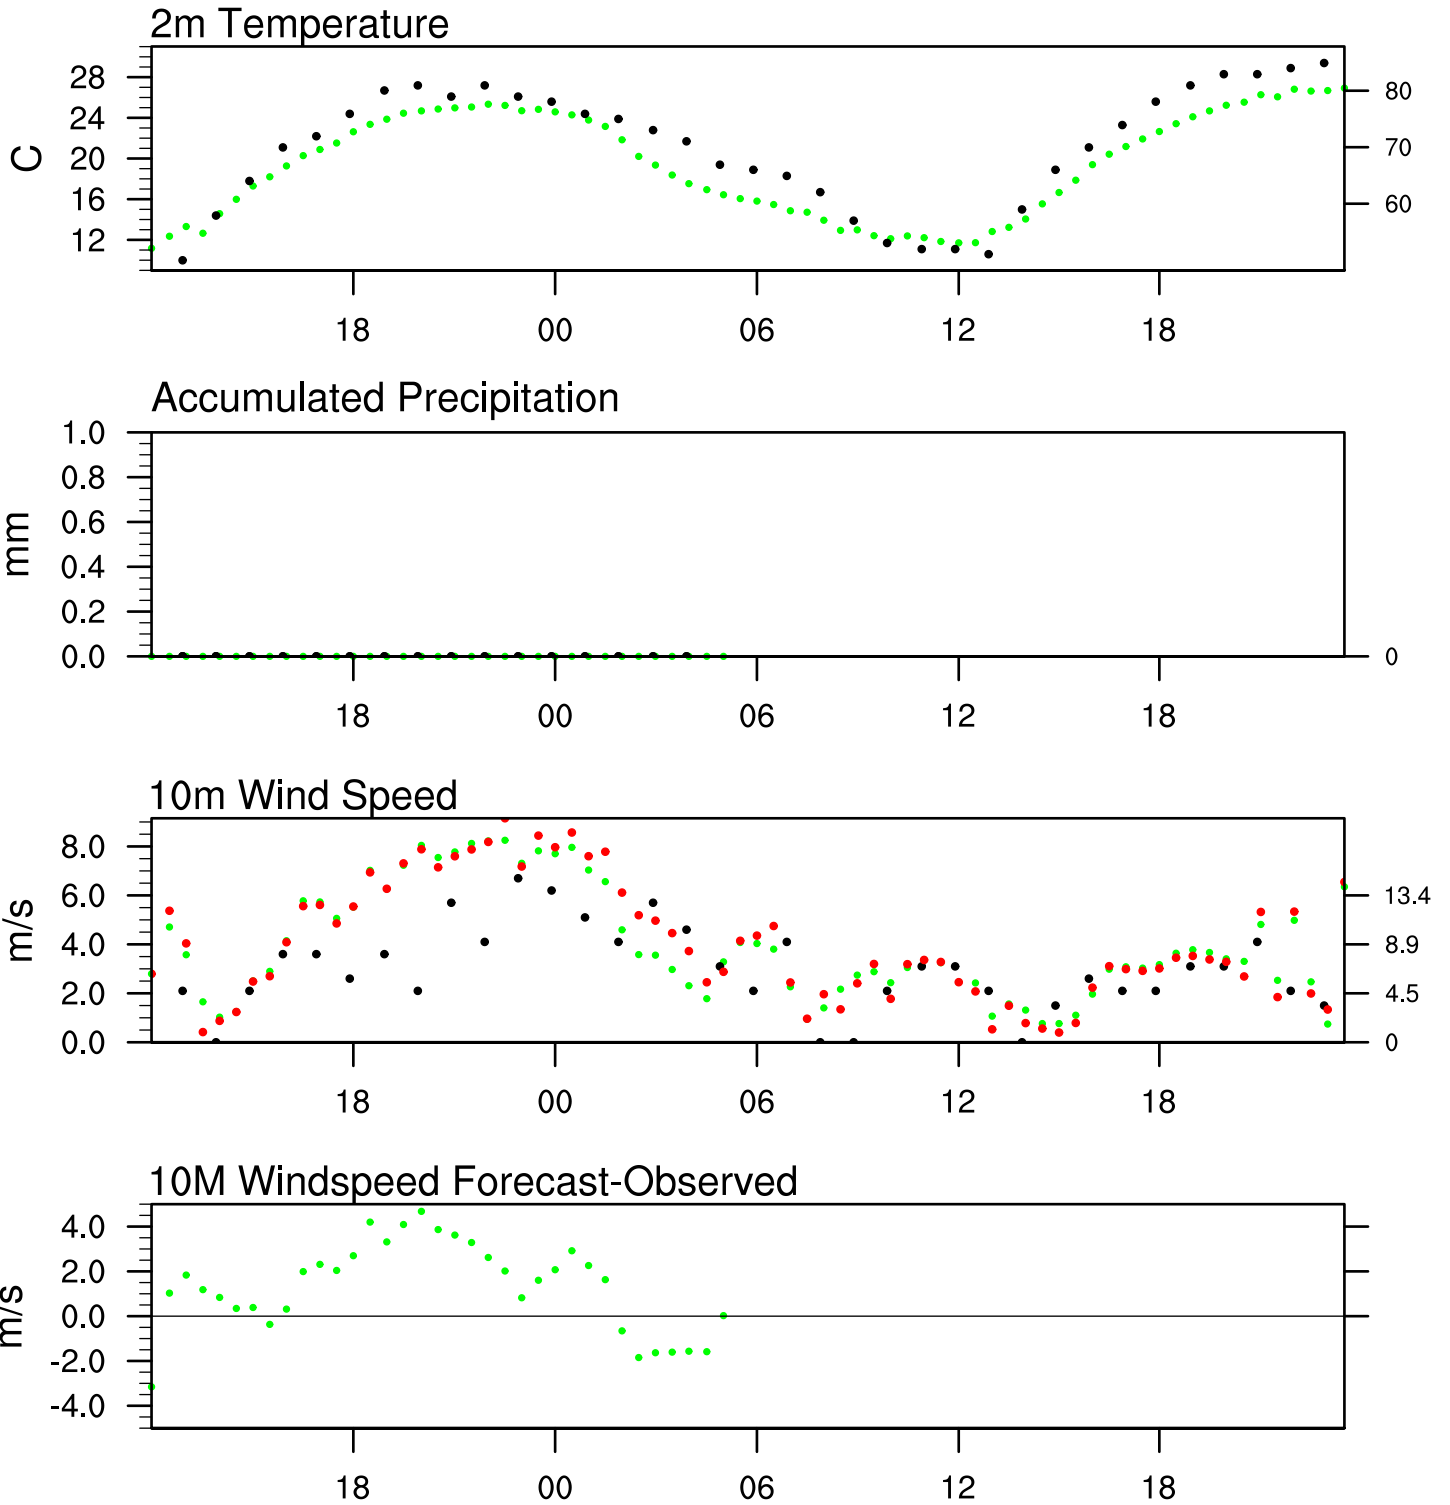 2m Temperature
28
24
20
16
12
C
80
70
60
18 00 06 12 18
Accumulated Precipitation
1.0
0.8
0.6
0.4
0.2
0.0
mm
0
18 00 06 12 18
10m Wind Speed
8.0
6.0
4.0
2.0
0.0
m/s
13.4
8.9
4.5
0
18 00 06 12 18
10M Windspeed Forecast-Observed
4.0
2.0
0.0
-2.0
-4.0
m/s
18 00 06 12 18